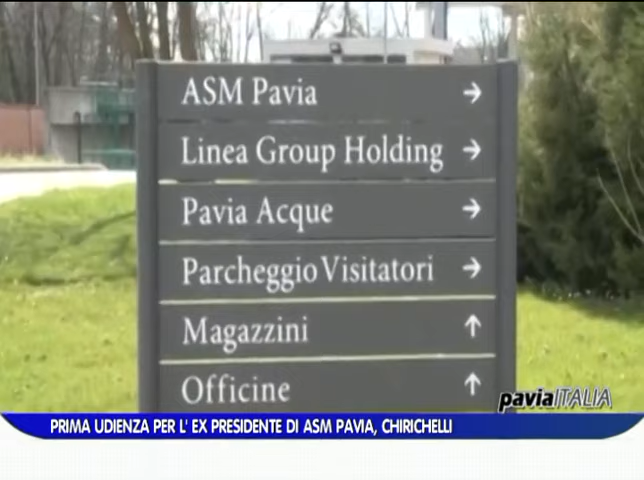 ASM Pavia →
Linea Group Holding →
Pavia Acque →
Parcheggio Visitatori →
Magazzini ↑
Officine ↑
paviaITALIA
PRIMA UDIENZA PER L' EX PRESIDENTE DI ASM PAVIA, CHIRICHELLI